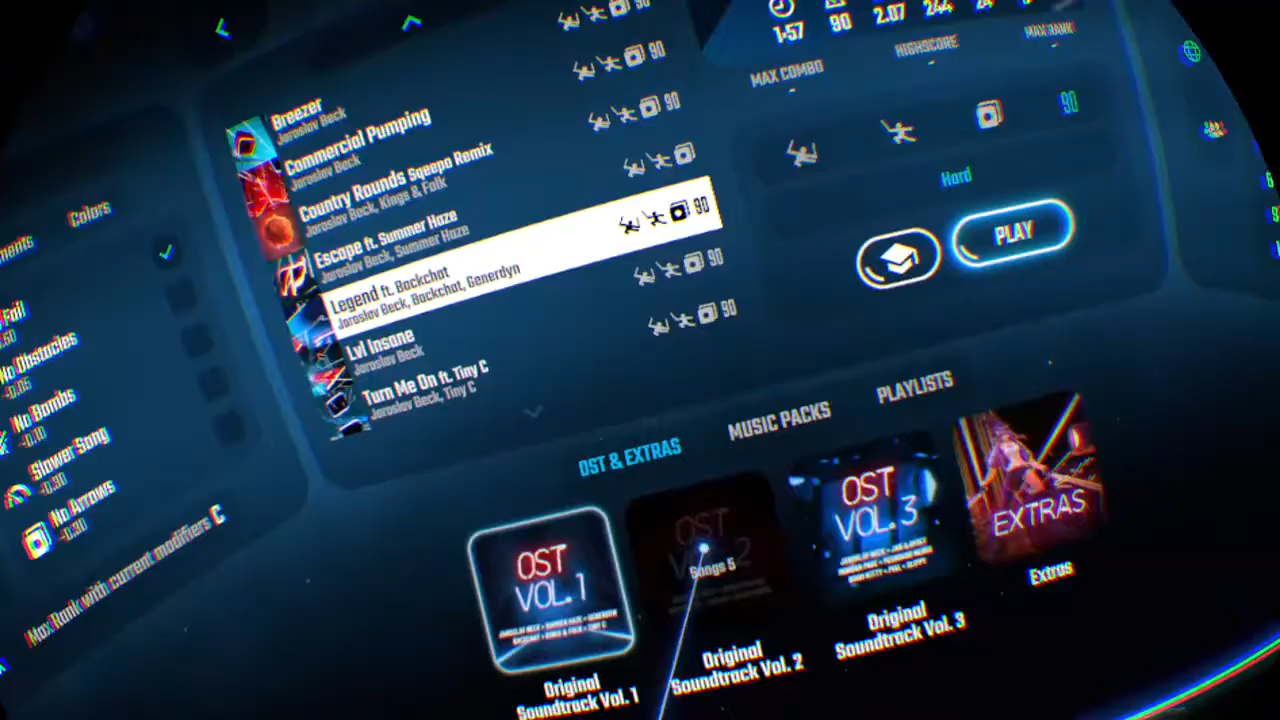 Colors
No Obstacles
-0.05
No Bombs
-0.10
Slower Song
-0.30
No Arrows
-0.30
Max Rank with current modifiers C
90
90
90
Breezer
Jaroslav Beck
Commercial Pumping
Jaroslav Beck
Country Rounds Sqeepo Remix
Jaroslav Beck, Kings & Folk
Escape ft. Summer Haze
Jaroslav Beck, Summer Haze
Legend ft. Backchat
Jaroslav Beck, Backchat, Generdyn
90
Lvl Insane
Jaroslav Beck
90
Turn Me On ft. Tiny C
Jaroslav Beck, Tiny C
90
1:57
90
2.07
244
24
MAX COMBO
HIGHSCORE
MAX RANK
-
-
-
90
Hard
PLAY
OST & EXTRAS
MUSIC PACKS
PLAYLISTS
OST
VOL. 1
Original
Soundtrack Vol. 1
Songs 5
Original
Soundtrack Vol. 2
OST
VOL. 3
Original
Soundtrack Vol. 3
EXTRAS
Extras